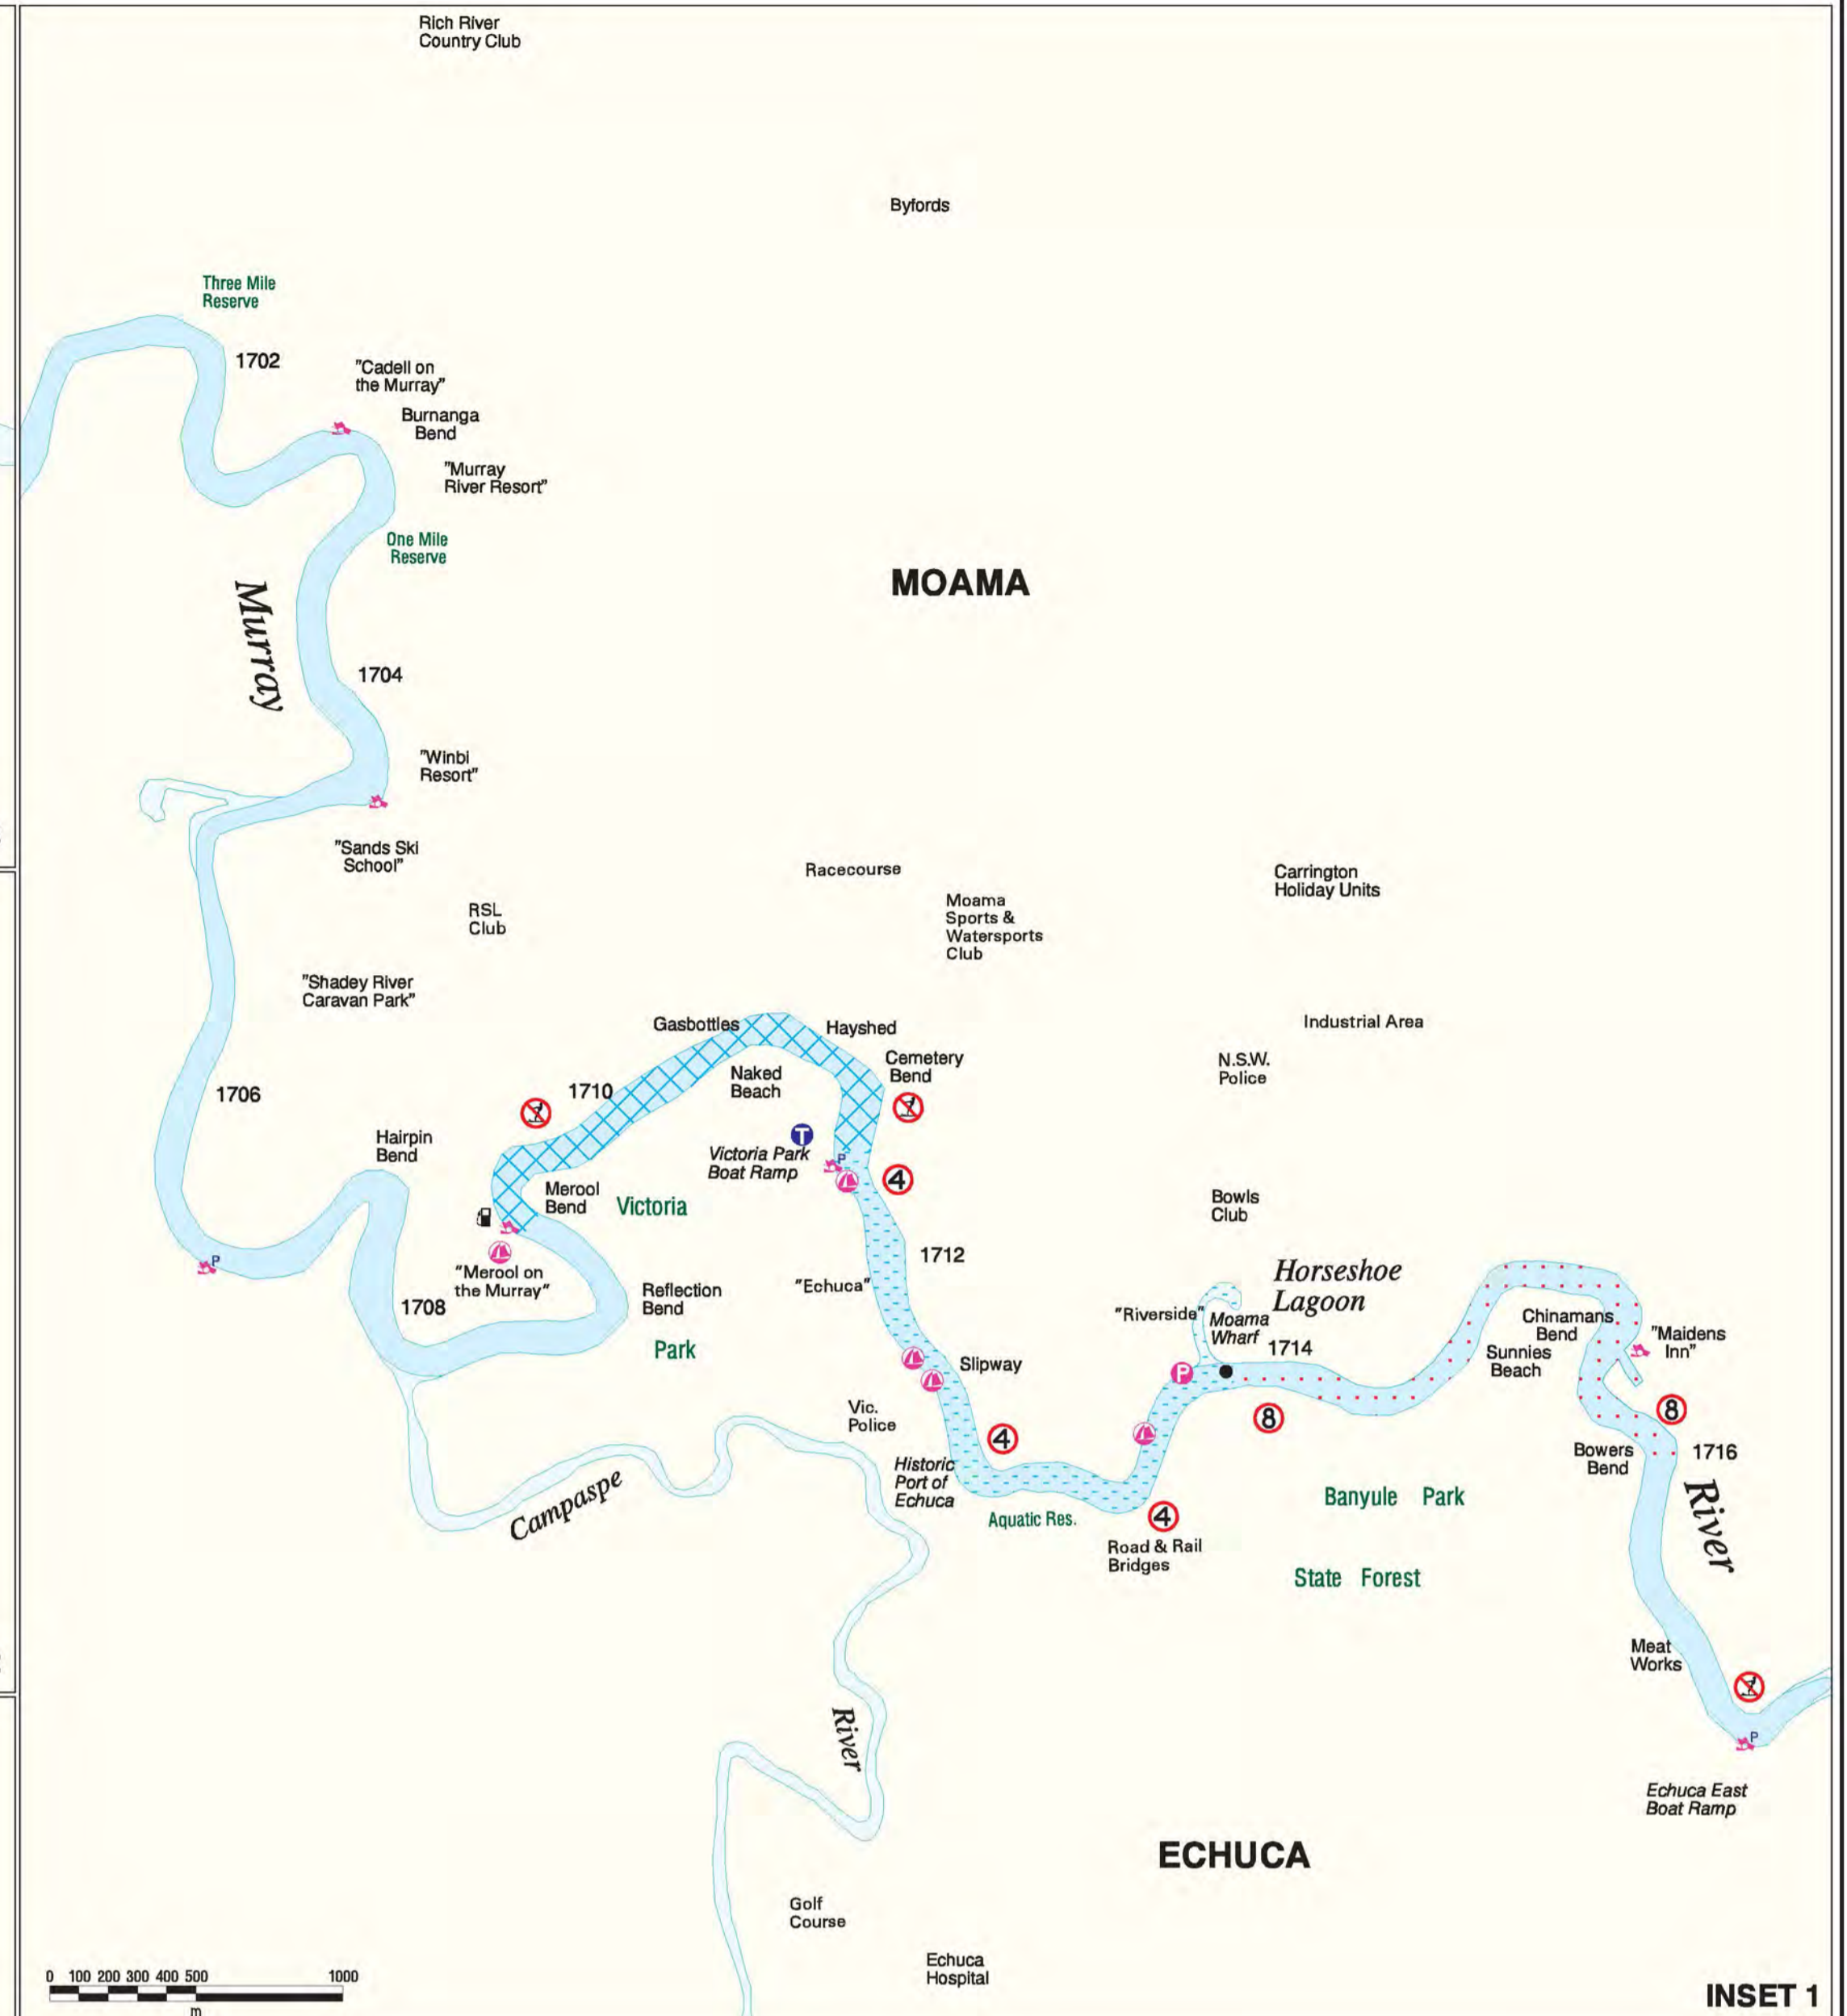 Rich River
Country Club
Byfords
Three Mile
Reserve
1702
"Cadell on
the Murray"
Burnanga
Bend
"Murray
River Resort"
One Mile
Reserve
MOAMA
Murray
1704
"Winbi
Resort"
"Sands Ski
School"
Racecourse
Carrington
Holiday Units
RSL
Club
Moama
Sports &
Watersports
Club
"Shadey River
Caravan Park"
Gasbottles
Hayshed
Industrial Area
Cemetery
Bend
N.S.W.
Police
Naked
Beach
1710
1706
Hairpin
Bend
T
Victoria Park
Boat Ramp
P
4
Merool
Bend
Victoria
Bowls
Club
1712
P
"Merool on
the Murray"
"Echuca"
Reflection
Bend
1708
Horseshoe
Lagoon
"Riverside"
Moama
Wharf
1714
Chinamans
Bend
"Maidens
Inn"
Sunnies
Beach
Park
Slipway
P
8
8
Vic.
Police
4
Bowers
Bend
1716
Historic
Port of
Echuca
Campaspe
Banyule Park
River
Aquatic Res.
4
Road & Rail
Bridges
State Forest
Meat
Works
River
P
Echuca East
Boat Ramp
ECHUCA
Golf
Course
Echuca
Hospital
0 100 200 300 400 500 1000
m
INSET 1